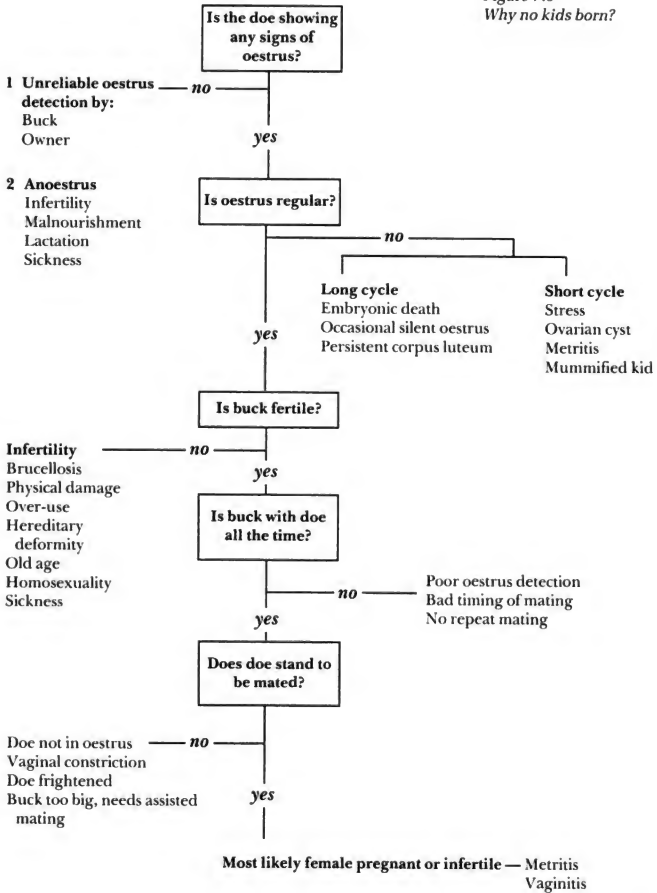 Why no kids born?
Is the doe showing
any signs of
oestrus?
1 Unreliable oestrus
detection by:
Buck
Owner
no
yes
2 Anoestrus
Infertility
Malnourishment
Lactation
Sickness
Is oestrus regular?
no
Long cycle
Embryonic death
Occasional silent oestrus
Persistent corpus luteum
Short cycle
Stress
Ovarian cyst
Metritis
Mummified kid
yes
Is buck fertile?
Infertility
Brucellosis
Physical damage
Over-use
Hereditary
deformity
Old age
Homosexuality
Sickness
no
yes
Is buck with doe
all the time?
no
Poor oestrus detection
Bad timing of mating
No repeat mating
yes
Does doe stand to
be mated?
Doe not in oestrus
Vaginal constriction
Doe frightened
Buck too big, needs assisted
mating
no
yes
Most likely female pregnant or infertile — Metritis
Vaginitis